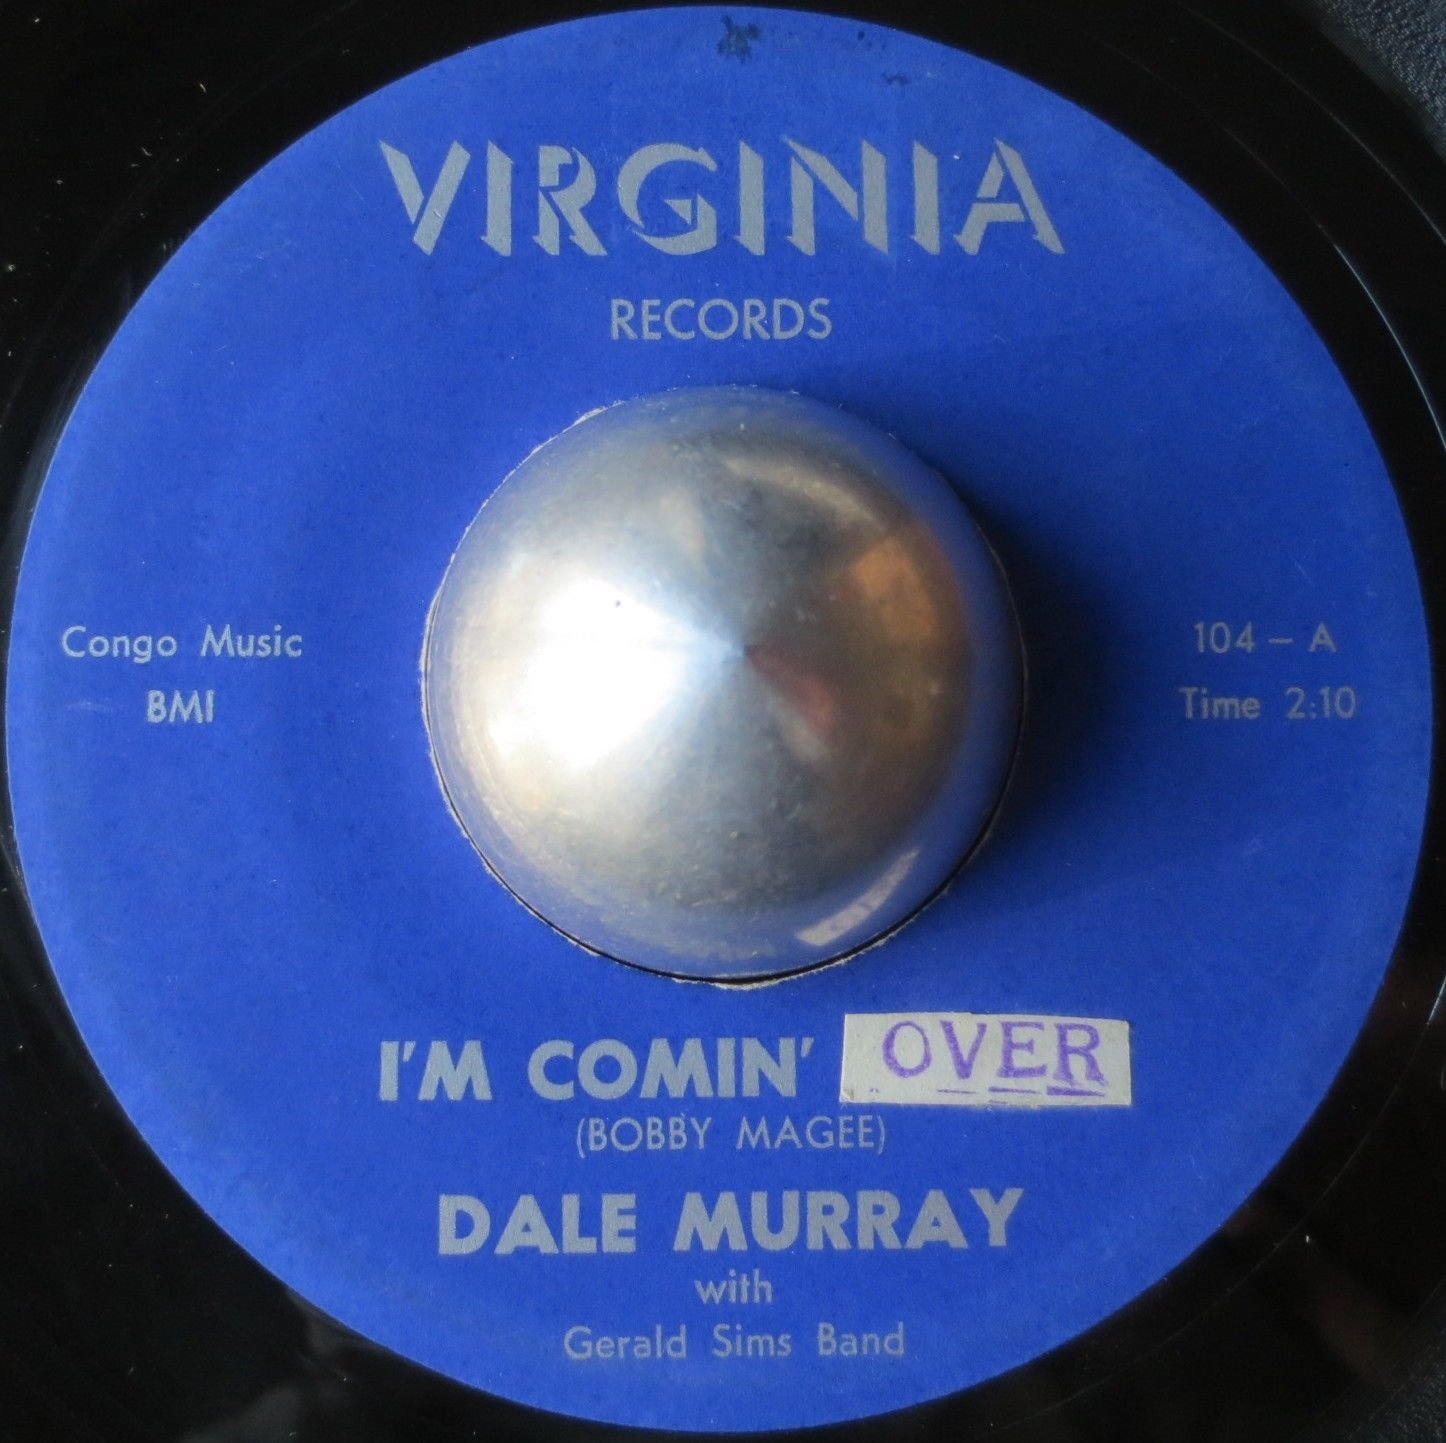 VIRGINIA
RECORDS
Congo Music
BMI
104 – A
Time 2:10
I'M COMIN' OVER
(BOBBY MAGEE)
DALE MURRAY
with
Gerald Sims Band